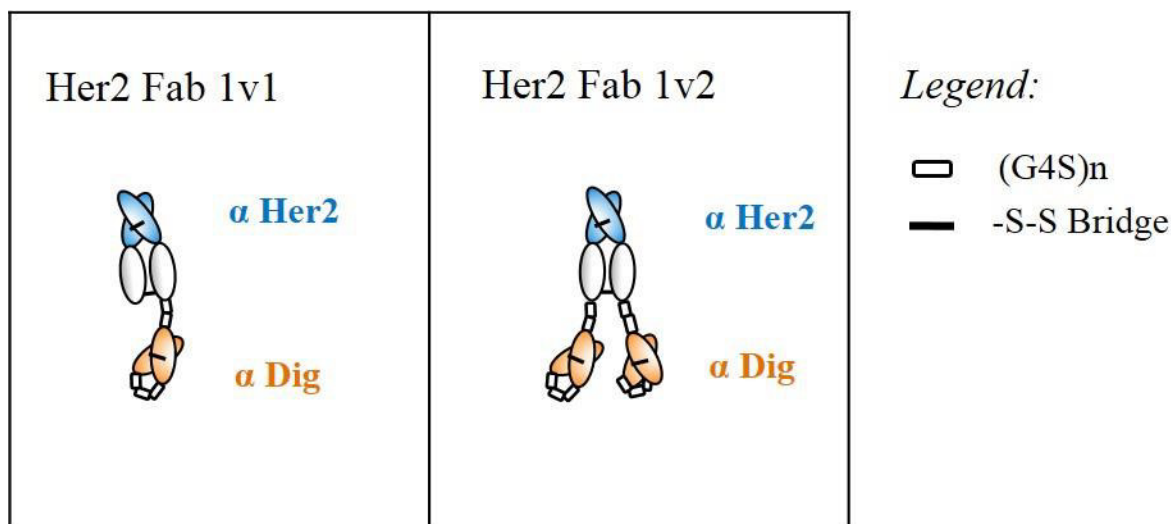 Her2 Fab 1v1
α Her2
α Dig
Her2 Fab 1v2
α Her2
α Dig
Legend:
(G4S)n
-S-S Bridge